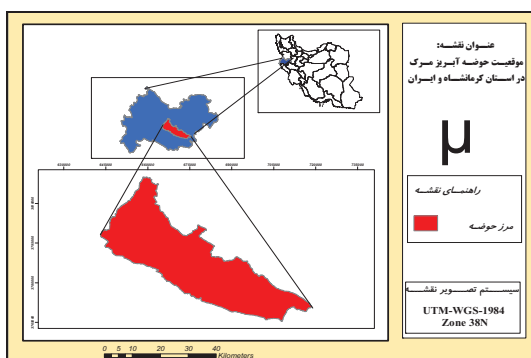 عنوان نقشه:
موقعیت حوضه آبریز مرک
در استان کرمانشاه و ایران
µ
راهنمای نقشه
مرز حوضه
سیستم تصویر نقشه
UTM-WGS-1984
Zone 38N
0 5 10 20 30 40
Kilometers